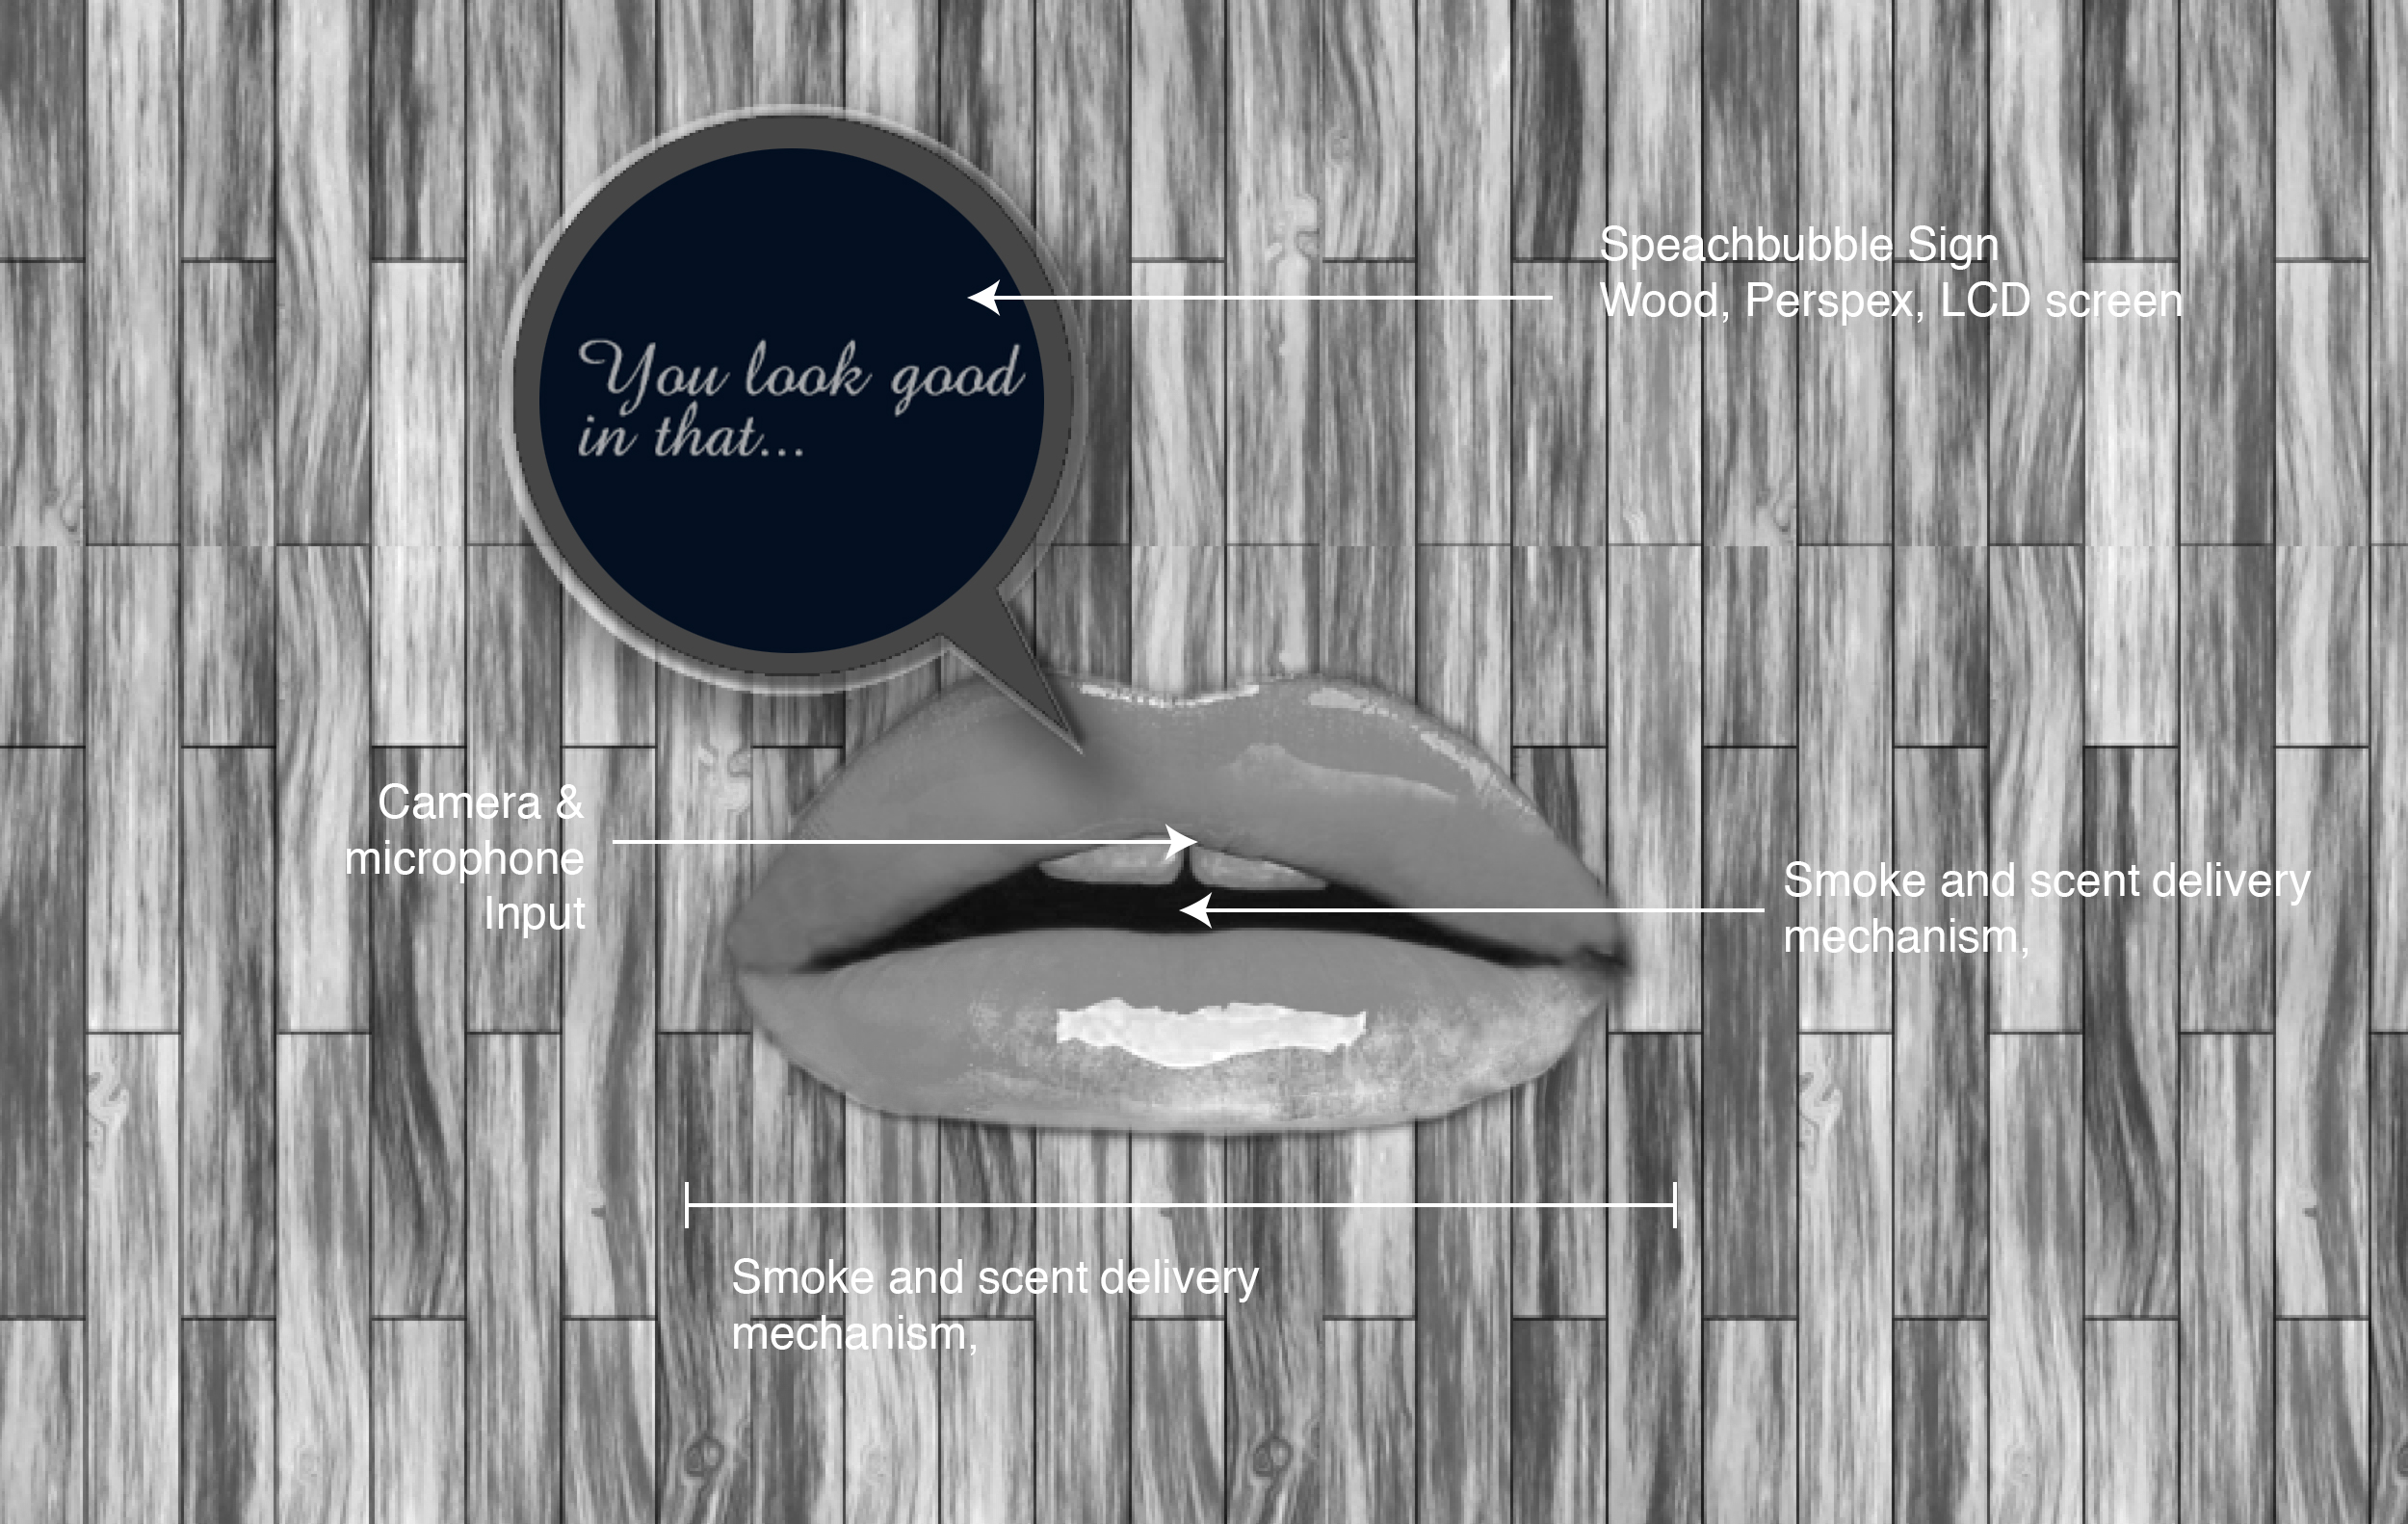 Speachbubble Sign
Wood, Perspex, LCD screen
You look good
in that...
Camera &
microphone
Input
Smoke and scent delivery
mechanism,
Smoke and scent delivery
mechanism,